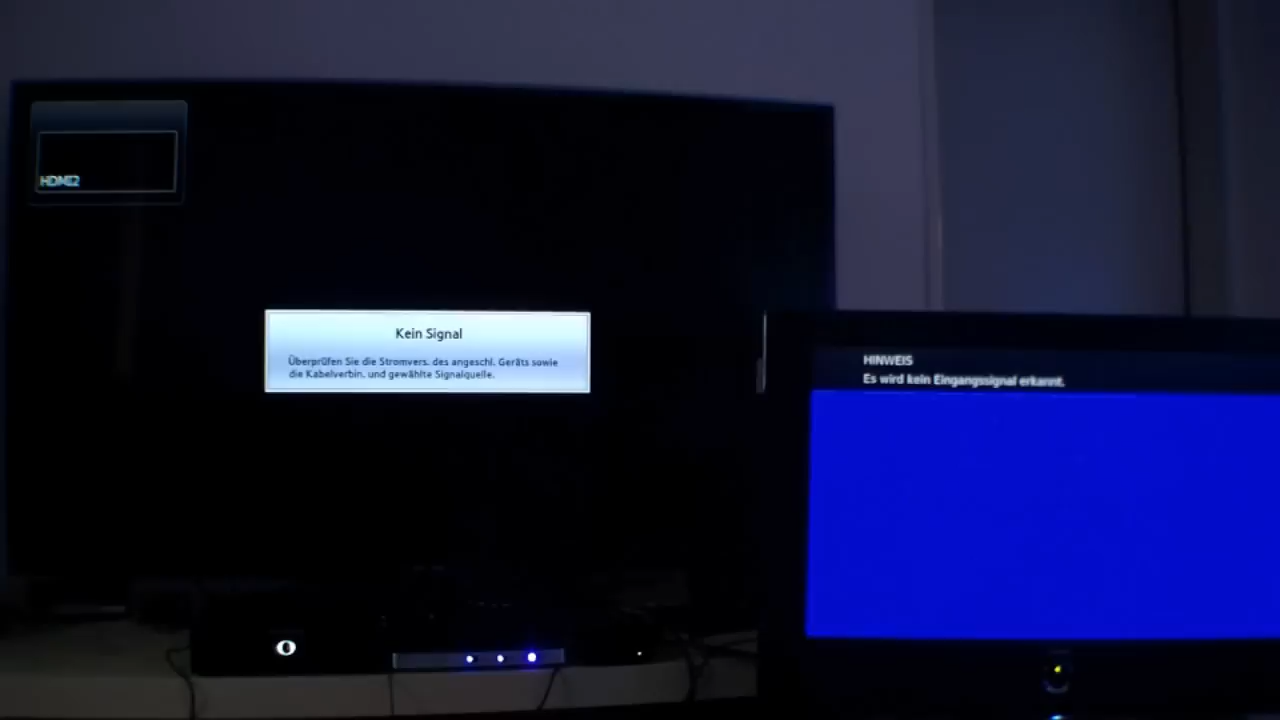 HDMI2
Kein Signal
Überprüfen Sie die Stromvers. des angeschl. Geräts sowie
die Kabelverbin. und gewählte Signalquelle.
HINWEIS
Es wird kein Eingangssignal erkannt.